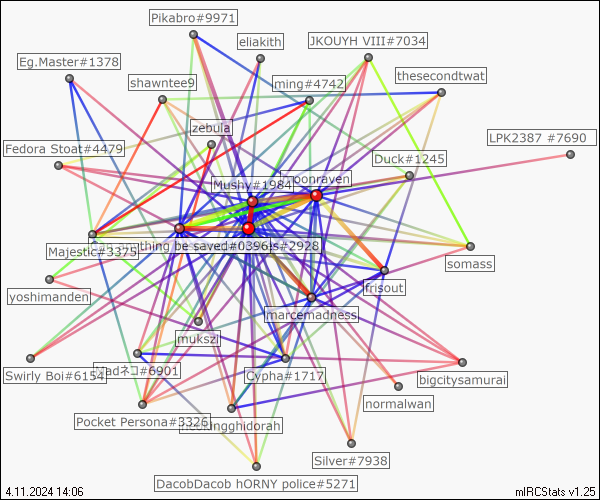 Pikabro#9971
eliakith
JKOUYH VIII#7034
Eg.Master#1378
shawntee9
ming#4742
thesecondtwat
zebula
LPK2387 #7690
Fedora Stoat#4479
Duck#1245
Mushy#1984
moonraven
Majestic#3375
thing be saved#0396
#2928
somass
frisout
yoshimanden
marcemadness
mukszi
Swirly Boi#6154
#6901
Cypha#1717
bigcitysamurai
normalwan
Pocket Persona#3326
ghidorah
Silver#7938
DacobDacob hORNY police#5271
4.11.2024 14:06
mIRCStats v1.25